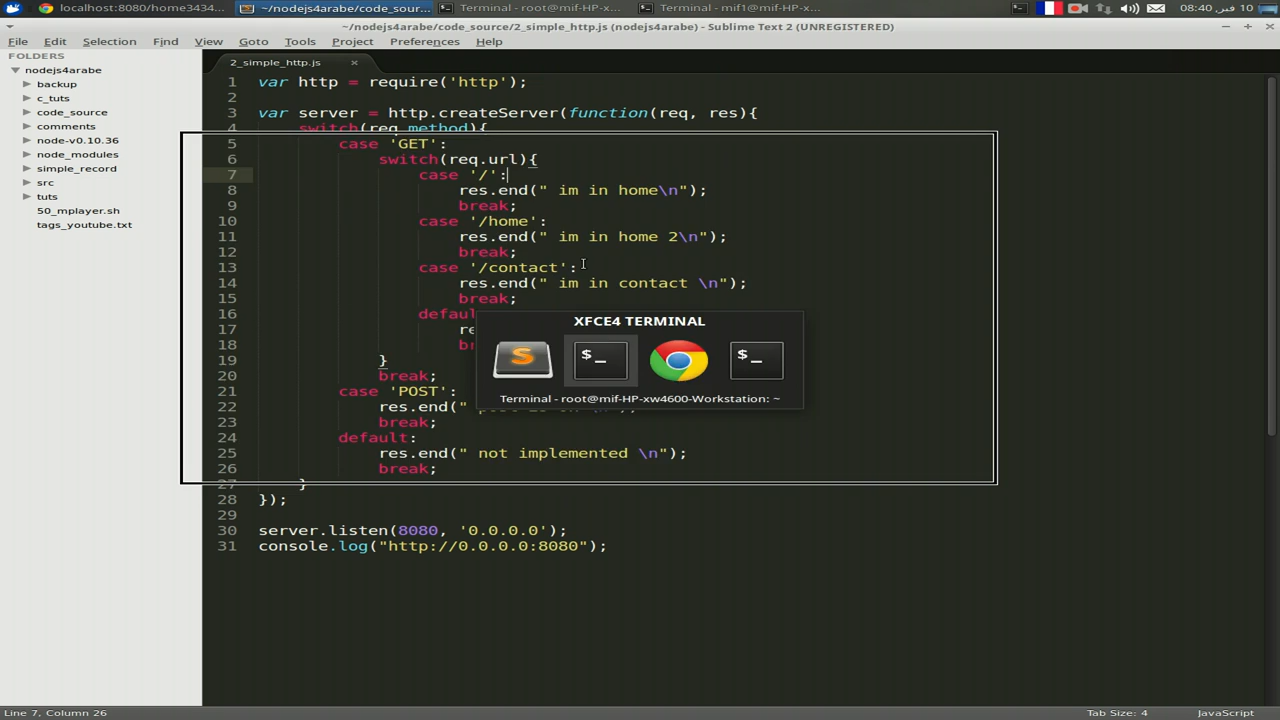 localhost:8080/home3434...
~/nodejs4arabe/code_sour...
Terminal - root@mif-HP-x...
Terminal - mif1@mif-HP-x...
10 فبر, 08:40
~/nodejs4arabe/code_source/2_simple_http.js (nodejs4arabe) - Sublime Text 2 (UNREGISTERED)
File Edit Selection Find View Goto Tools Project Preferences Help
FOLDERS
nodejs4arabe
backup
c_tuts
code_source
comments
node-v0.10.36
node_modules
simple_record
src
tuts
50_mplayer.sh
tags_youtube.txt
2_simple_http.js
1 var http = require('http');
2
3 var server = http.createServer(function(req, res){
4 switch(req.method){
5 case 'GET':
6 switch(req.url){
7 case '/':
8 res.end(" im in home\n");
9 break;
10 case '/home':
11 res.end(" im in home 2\n");
12 break;
13 case '/contact':
14 res.end(" im in contact \n");
15 break;
16 defaul
17 re
18 br
19 }
20 break;
21 case 'POST':
22 res.end("
23 break;
24 default:
25 res.end(" not implemented \n");
26 break;
27 }
28 });
29
30 server.listen(8080, '0.0.0.0');
31 console.log("http://0.0.0.0:8080");
XFCE4 TERMINAL
$_
$_
Terminal - root@mif-HP-xw4600-Workstation: ~
Line 7, Column 26
Tab Size: 4
JavaScript